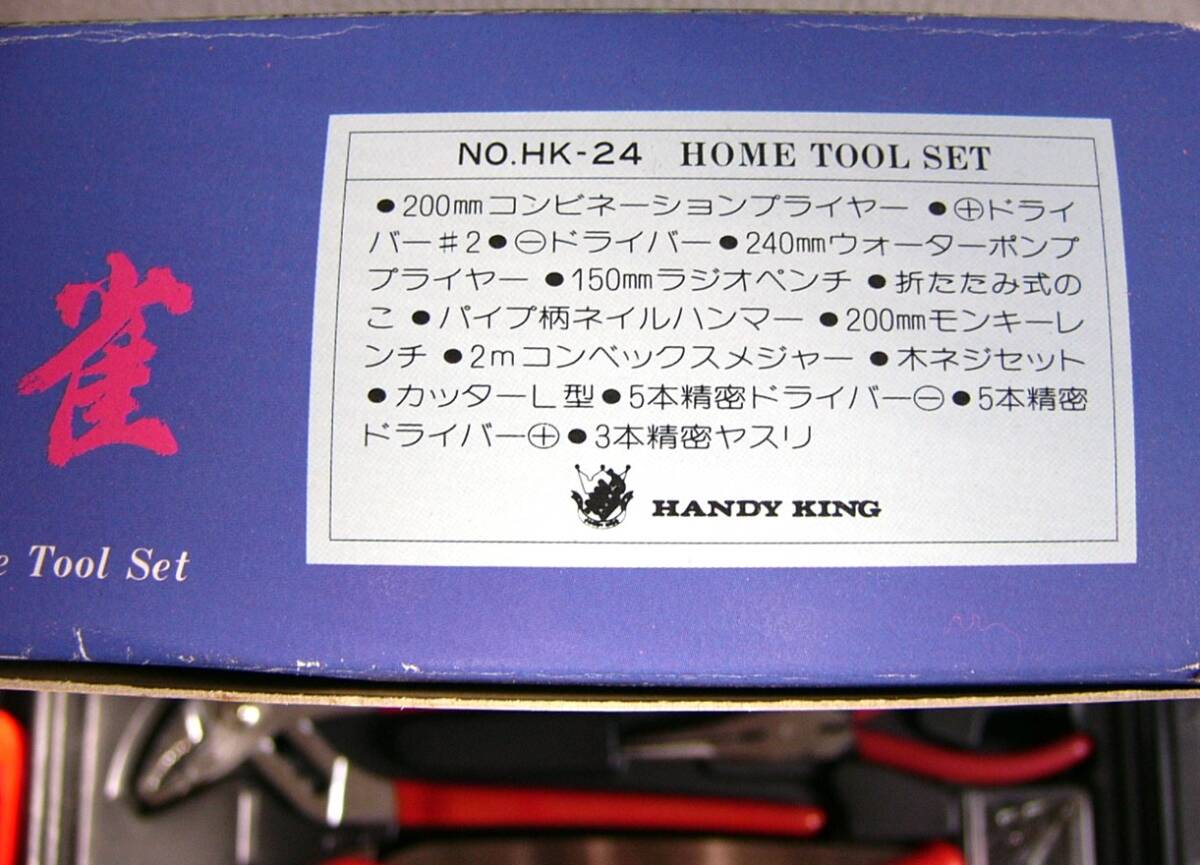 NO.HK-24 HOME TOOL SET
●200mmコンビネーションプライヤー ●⊕ドライ
バー#2●⊖ドライバー●240mmウォーターポンプ
プライヤー ●150mmラジオペンチ ●折たたみ式の
こ ●パイプ柄ネイルハンマー ●200mmモンキーレ
ンチ ●2mコンベックスメジャー ●木ネジセット
●カッターL型●5本精密ドライバー⊖●5本精密
ドライバー⊕●3本精密ヤスリ
HANDY KING
雀
e Tool Set